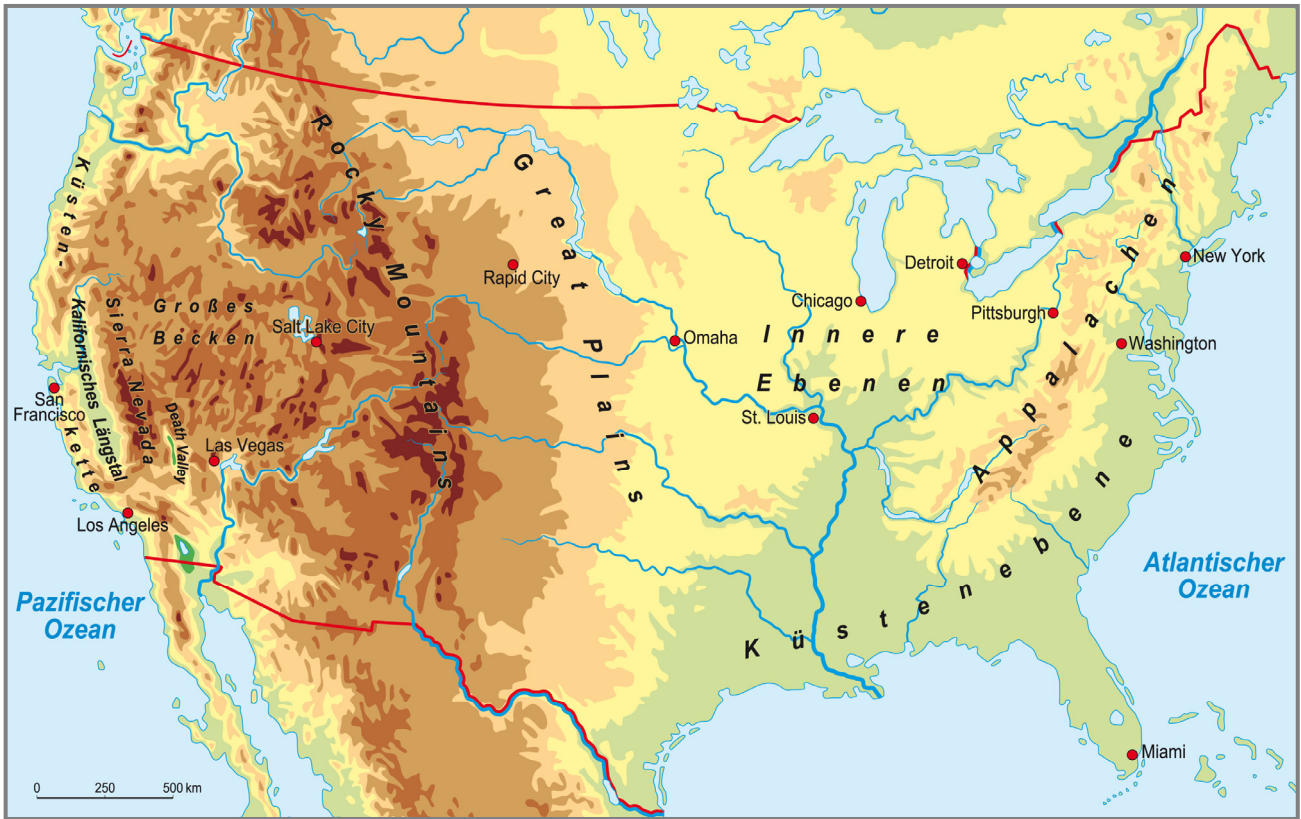 Rocky Mountains
Great Plains
Küsten-
kette
Kalifornisches Längstal
Sierra Nevada
Death Valley
Großes
Becken
Salt Lake City
Rapid City
Omaha
Chicago
Detroit
Pittsburgh
New York
Washington
Innere
Ebenen
St. Louis
Appalachen
Küstenebene
San
Francisco
Las Vegas
Los Angeles
Pazifischer
Ozean
Atlantischer
Ozean
Miami
0 250 500 km